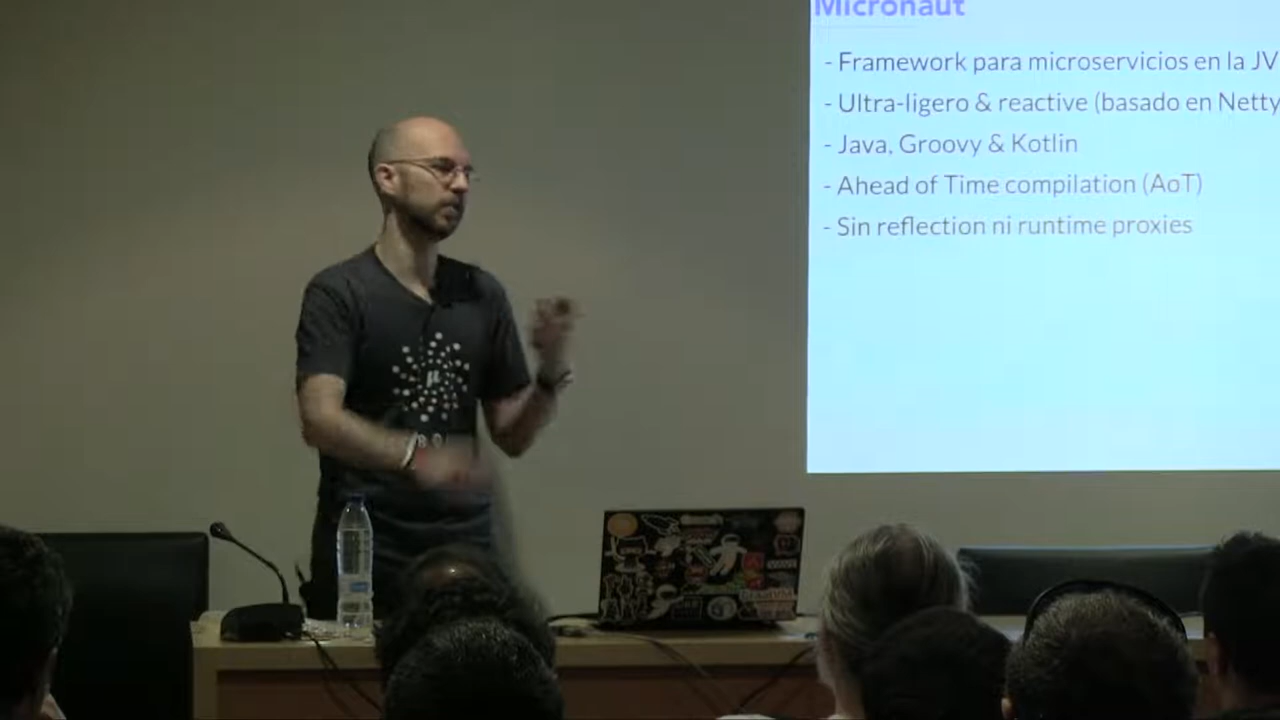 Micronaut
- Framework para microservicios en la JV
- Ultra-ligero & reactive (basado en Netty
- Java, Groovy & Kotlin
- Ahead of Time compilation (AoT)
- Sin reflection ni runtime proxies
μ